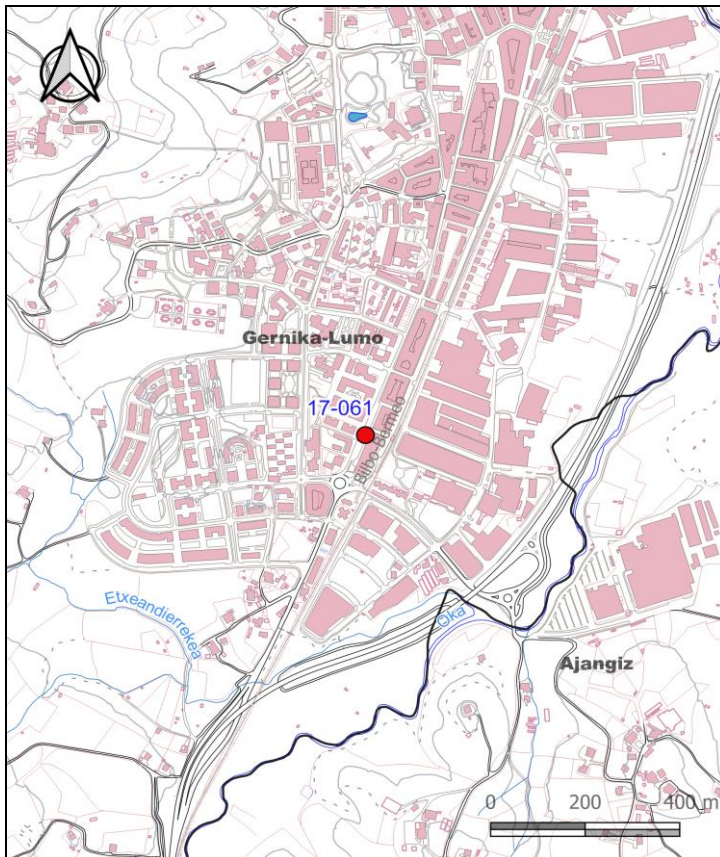 Gernika-Lumo
17-061
Bilbo-Bermeo
Etxeandierrekea
Oka
Ajangiz
0 200 400 m